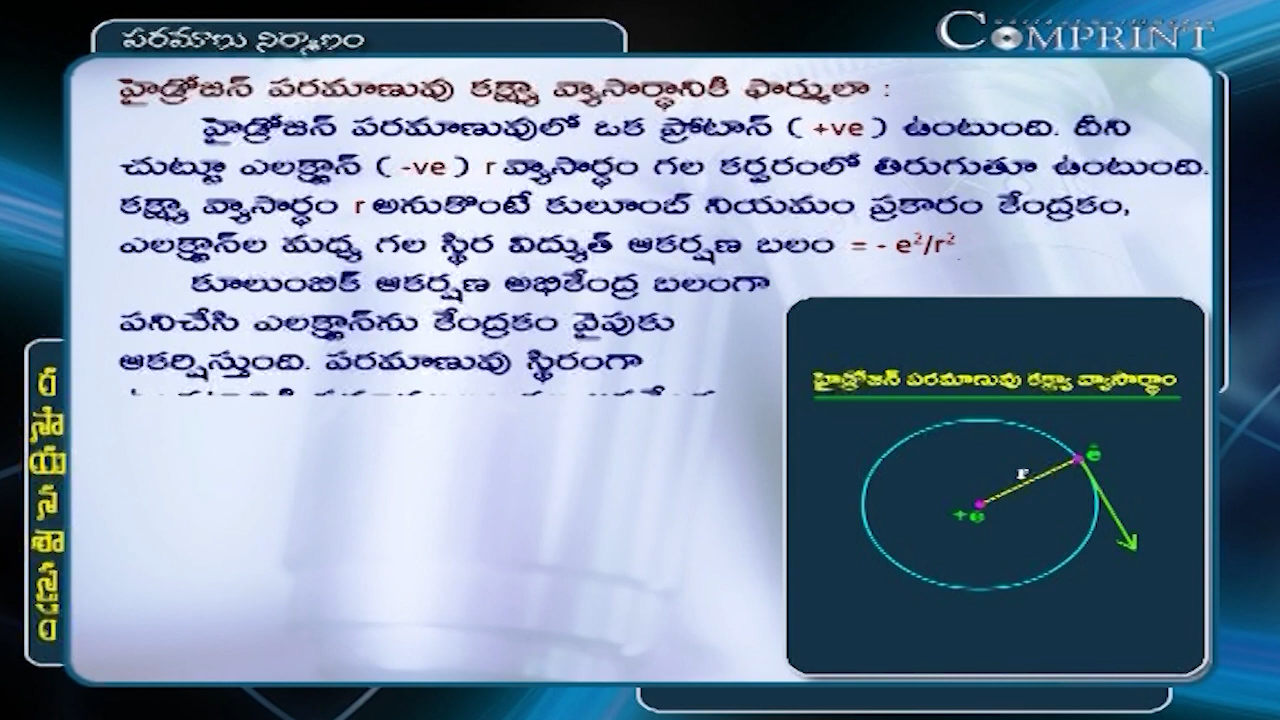 పరమాణు నిర్మాణం
COMPRINT
హైడ్రోజన్ పరమాణువు కక్ష్యా వ్యాసార్ధానికి ఫార్ములా :
హైడ్రోజన్ పరమాణువులో ఒక ప్రోటాన్ ( +ve ) ఉంటుంది. దీని
చుట్టూ ఎలక్ట్రాన్ ( -ve ) r వ్యాసార్ధం గల కర్పరంలో తిరుగుతూ ఉంటుంది.
కక్ష్యా వ్యాసార్ధం r అనుకొంటే కులూంబ్ నియమం ప్రకారం కేంద్రకం,
ఎలక్ట్రాన్‌ల మధ్య గల స్థిర విద్యుత్ ఆకర్షణ బలం = - e²/r²
కూలుంబిక్ ఆకర్షణ అభికేంద్ర బలంగా
పనిచేసి ఎలక్ట్రాన్‌ను కేంద్రకం వైపుకు
ఆకర్షిస్తుంది. పరమాణువు స్థిరంగా
హైడ్రోజన్ పరమాణువు కక్ష్యా వ్యాసార్ధం
ē
r
+e
రసాయనశాస్త్రం